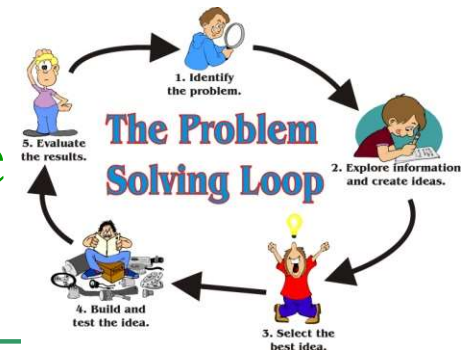 The Problem
Solving Loop
1. Identify
the problem.
2. Explore information
and create ideas.
3. Select the
best idea.
4. Build and
test the idea.
5. Evaluate
the results.
e